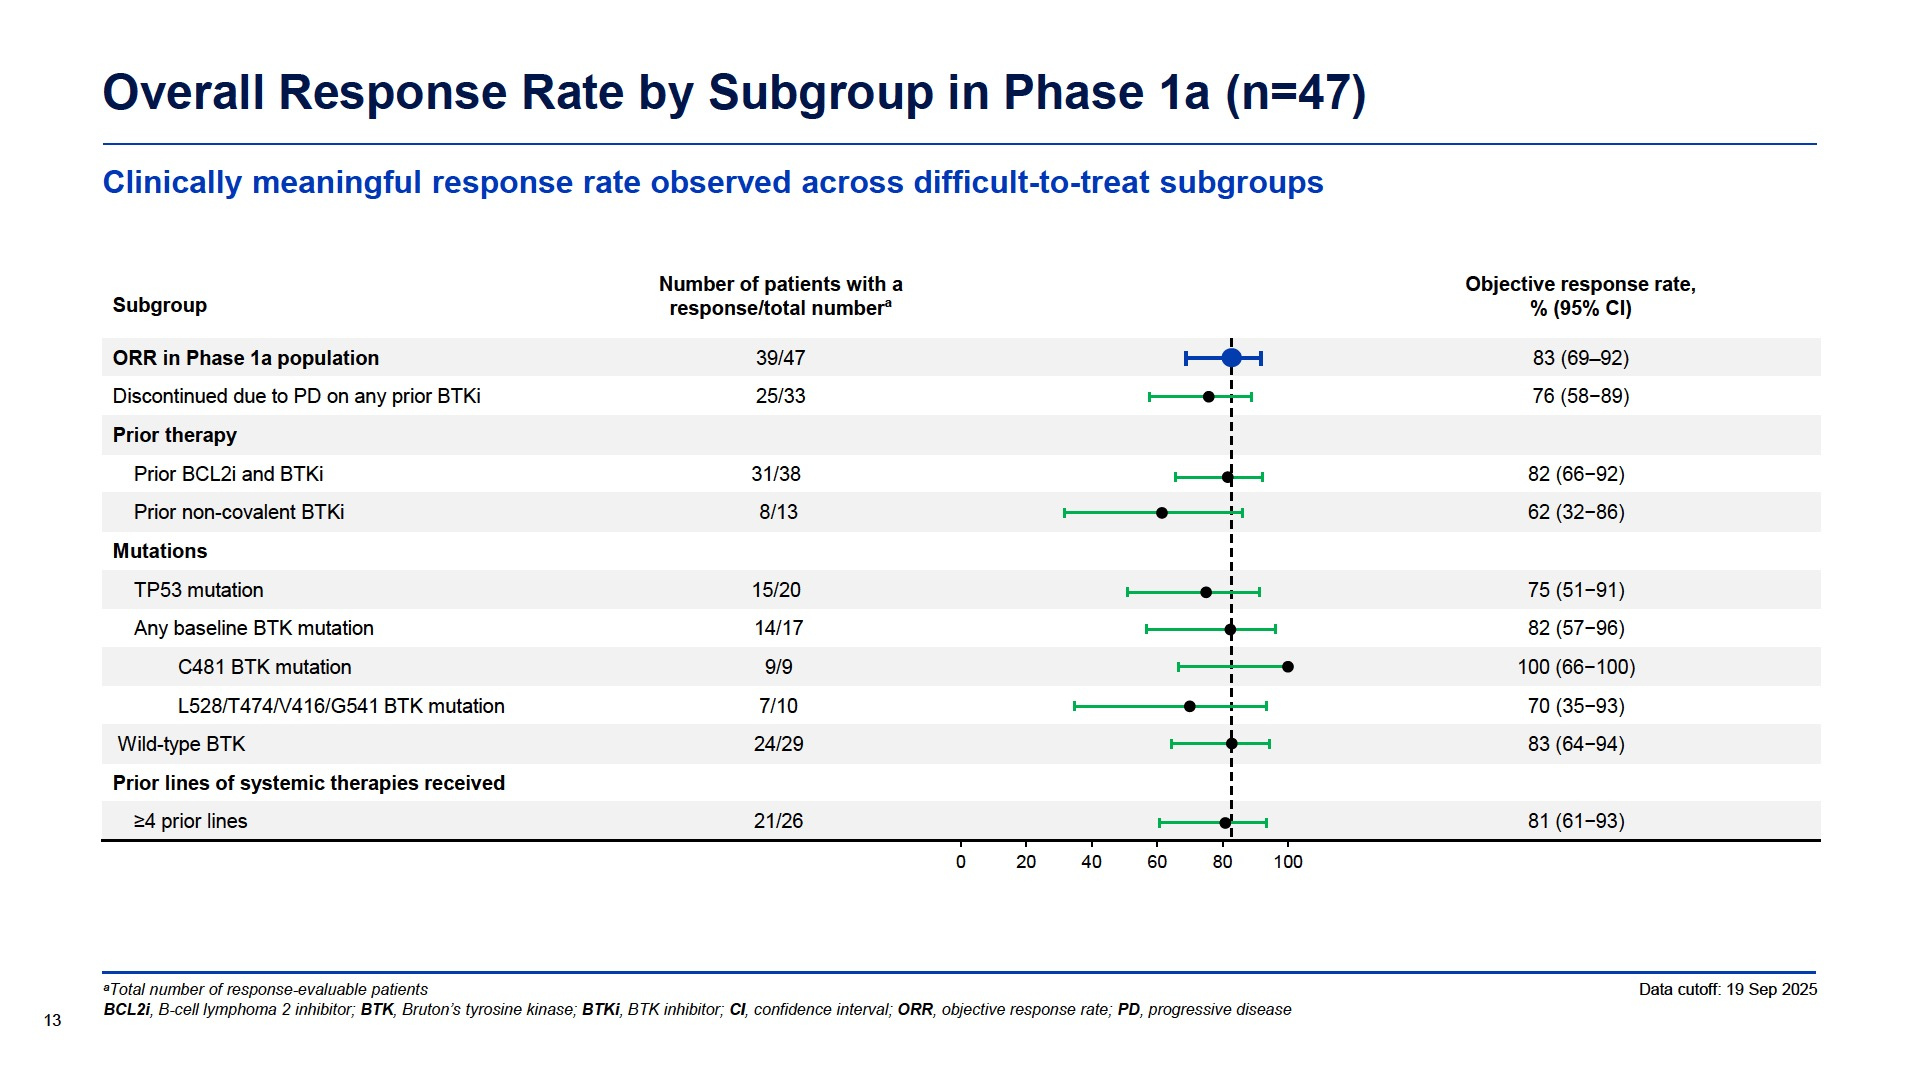 Overall Response Rate by Subgroup in Phase 1a (n=47)
Clinically meaningful response rate observed across difficult-to-treat subgroups
Subgroup
Number of patients with a
response/total numberᵃ
Objective response rate,
% (95% CI)
ORR in Phase 1a population 39/47 83 (69–92)
Discontinued due to PD on any prior BTKi 25/33 76 (58−89)
Prior therapy
Prior BCL2i and BTKi 31/38 82 (66−92)
Prior non-covalent BTKi 8/13 62 (32−86)
Mutations
TP53 mutation 15/20 75 (51−91)
Any baseline BTK mutation 14/17 82 (57−96)
C481 BTK mutation 9/9 100 (66−100)
L528/T474/V416/G541 BTK mutation 7/10 70 (35−93)
Wild-type BTK 24/29 83 (64−94)
Prior lines of systemic therapies received
≥4 prior lines 21/26 81 (61−93)
0 20 40 60 80 100
ᵃTotal number of response-evaluable patients
Data cutoff: 19 Sep 2025
BCL2i, B-cell lymphoma 2 inhibitor; BTK, Bruton’s tyrosine kinase; BTKi, BTK inhibitor; CI, confidence interval; ORR, objective response rate; PD, progressive disease
13